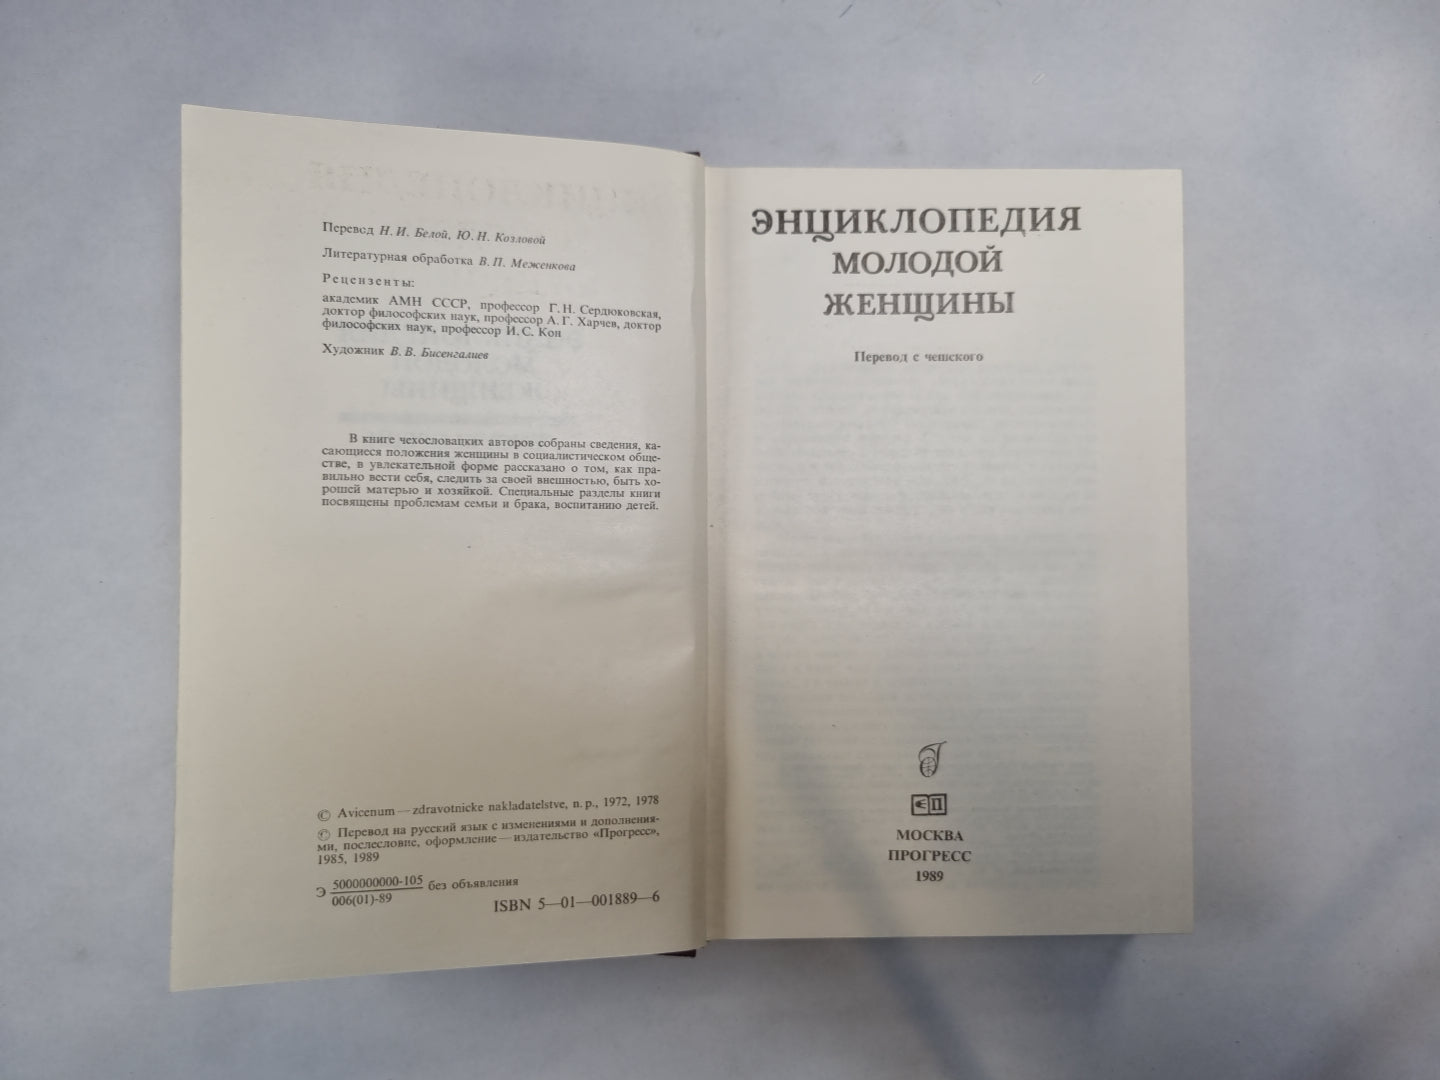 Перевод Н. И. Белой, Ю. Н. Козловой
Литературная обработка В. П. Меженкова
Рецензенты:
академик АМН СССР, профессор Г. Н. Сердюковская,
доктор философских наук, профессор А. Г. Харчев, доктор
философских наук, профессор И. С. Кон
Художник В. В. Бисенгалиев
В книге чехословацких авторов собраны сведения, ка-
сающиеся положения женщины в социалистическом обще-
стве, в увлекательной форме рассказано о том, как пра-
вильно вести себя, следить за своей внешностью, быть хо-
рошей матерью и хозяйкой. Специальные разделы книги
посвящены проблемам семьи и брака, воспитанию детей.
© Avicenum — zdravotnicke nakladatelstve, n. p., 1972, 1978
© Перевод на русский язык с изменениями и дополнения-
ми, послесловие, оформление — издательство «Прогресс»,
1985, 1989
Э 5000000000-105 без объявления
006(01)-89
ISBN 5—01—001889—6
ЭНЦИКЛОПЕДИЯ
МОЛОДОЙ
ЖЕНЩИНЫ
Перевод с чешского
МОСКВА
ПРОГРЕСС
1989